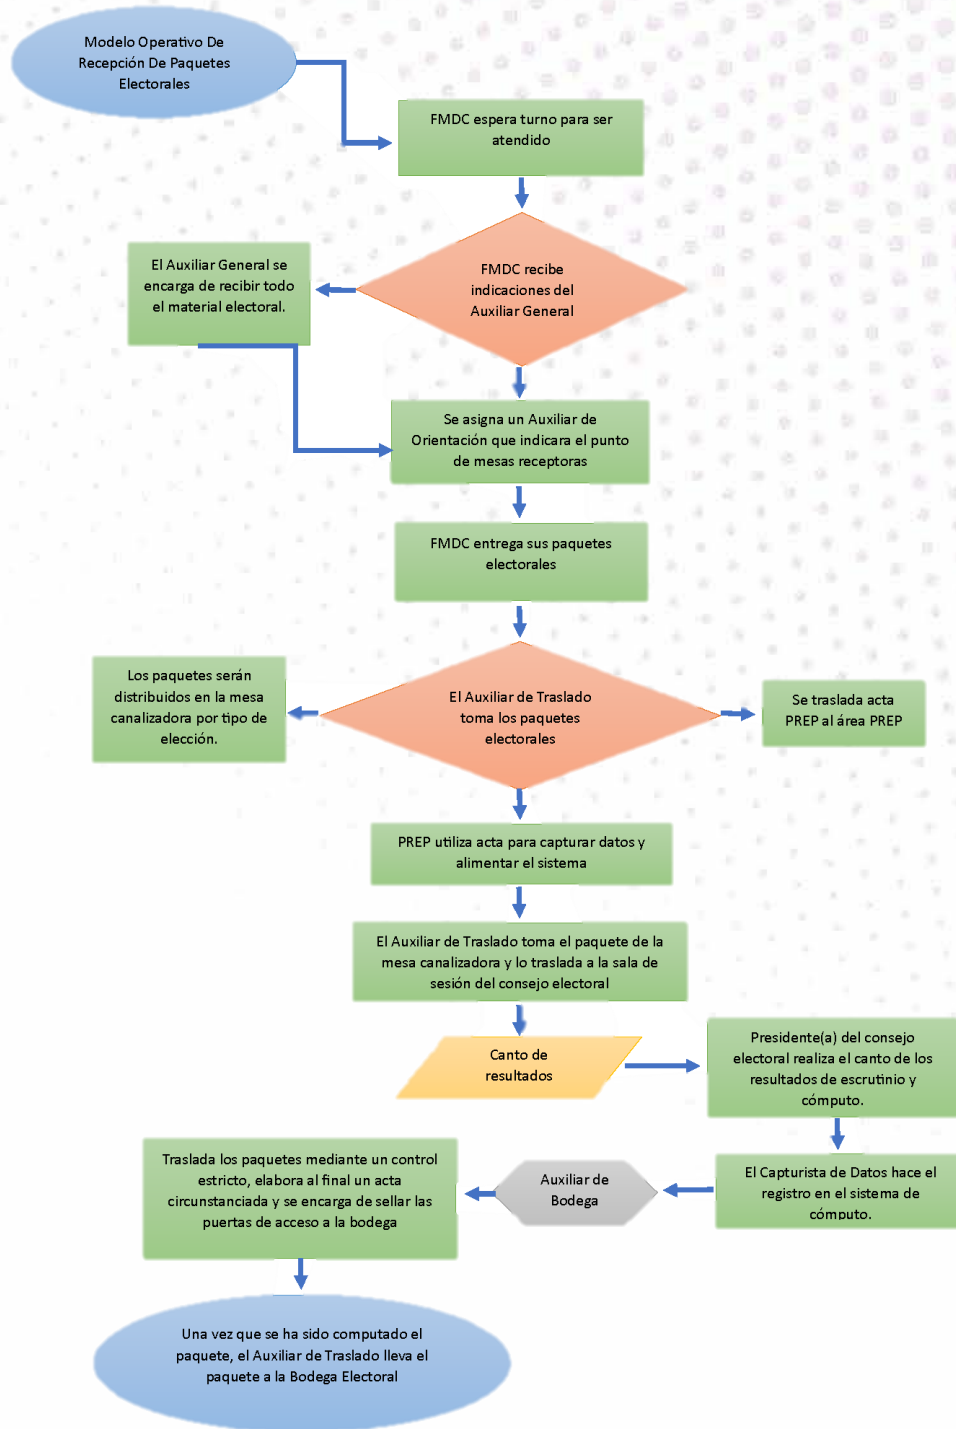 Modelo Operativo De
Recepción De Paquetes
Electorales
FMDC espera turno para ser
atendido
FMDC recibe
indicaciones del
Auxiliar General
El Auxiliar General se
encarga de recibir todo
el material electoral.
Se asigna un Auxiliar de
Orientación que indicara el punto
de mesas receptoras
FMDC entrega sus paquetes
electorales
El Auxiliar de Traslado
toma los paquetes
electorales
Los paquetes serán
distribuidos en la mesa
canalizadora por tipo de
elección.
Se traslada acta
PREP al área PREP
PREP utiliza acta para capturar datos y
alimentar el sistema
El Auxiliar de Traslado toma el paquete de la
mesa canalizadora y lo traslada a la sala de
sesión del consejo electoral
Canto de
resultados
Presidente(a) del consejo
electoral realiza el canto de los
resultados de escrutinio y
cómputo.
El Capturista de Datos hace el
registro en el sistema de
cómputo.
Auxiliar de
Bodega
Traslada los paquetes mediante un control
estricto, elabora al final un acta
circunstanciada y se encarga de sellar las
puertas de acceso a la bodega
Una vez que se ha sido computado el
paquete, el Auxiliar de Traslado lleva el
paquete a la Bodega Electoral